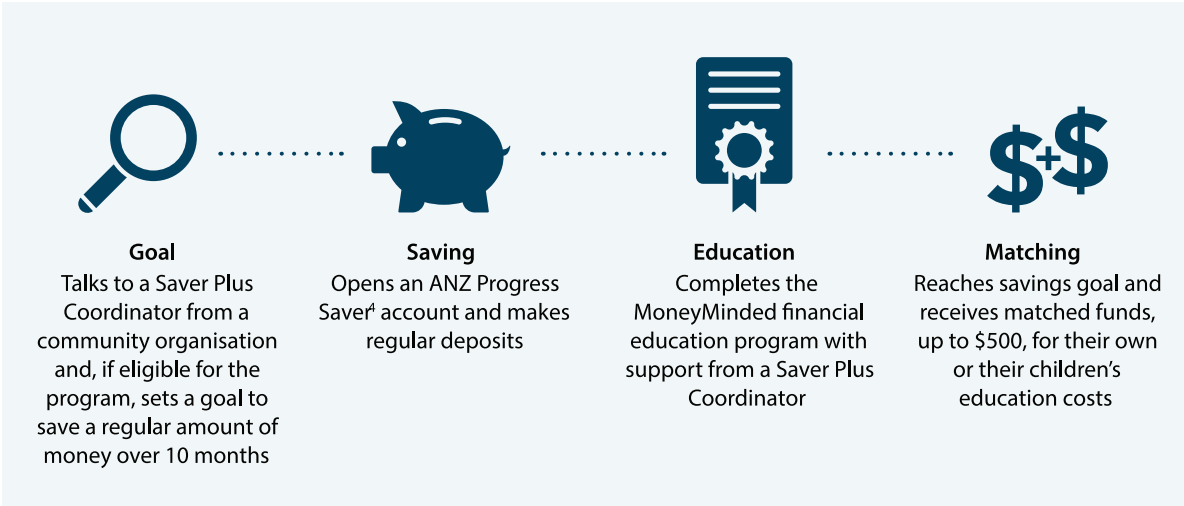 Goal
Talks to a Saver Plus
Coordinator from a
community organisation
and, if eligible for the
program, sets a goal to
save a regular amount of
money over 10 months
Saving
Opens an ANZ Progress
Saver⁴ account and makes
regular deposits
Education
Completes the
MoneyMinded financial
education program with
support from a Saver Plus
Coordinator
$+$
Matching
Reaches savings goal and
receives matched funds,
up to $500, for their own
or their children’s
education costs